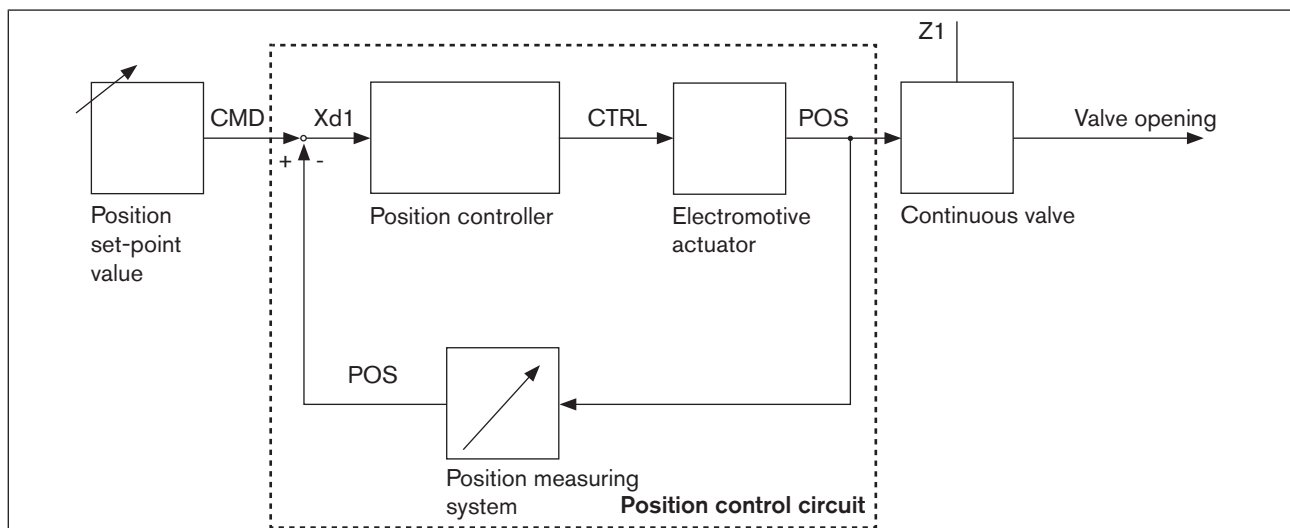 Z1
CMD
Xd1
CTRL
POS
Valve opening
+ -
Position
set-point
value
Position controller
Electromotive
actuator
Continuous valve
POS
Position measuring
system
Position control circuit